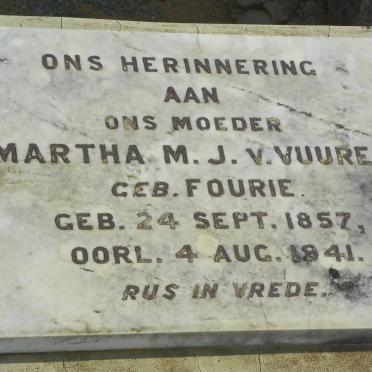 ONS HERINNERING
AAN
ONS MOEDER
MARTHA M. J. v. VUURE
GEB. FOURIE.
GEB. 24 SEPT. 1857,
OORL. 4 AUG. 1941.
RUS IN VREDE.